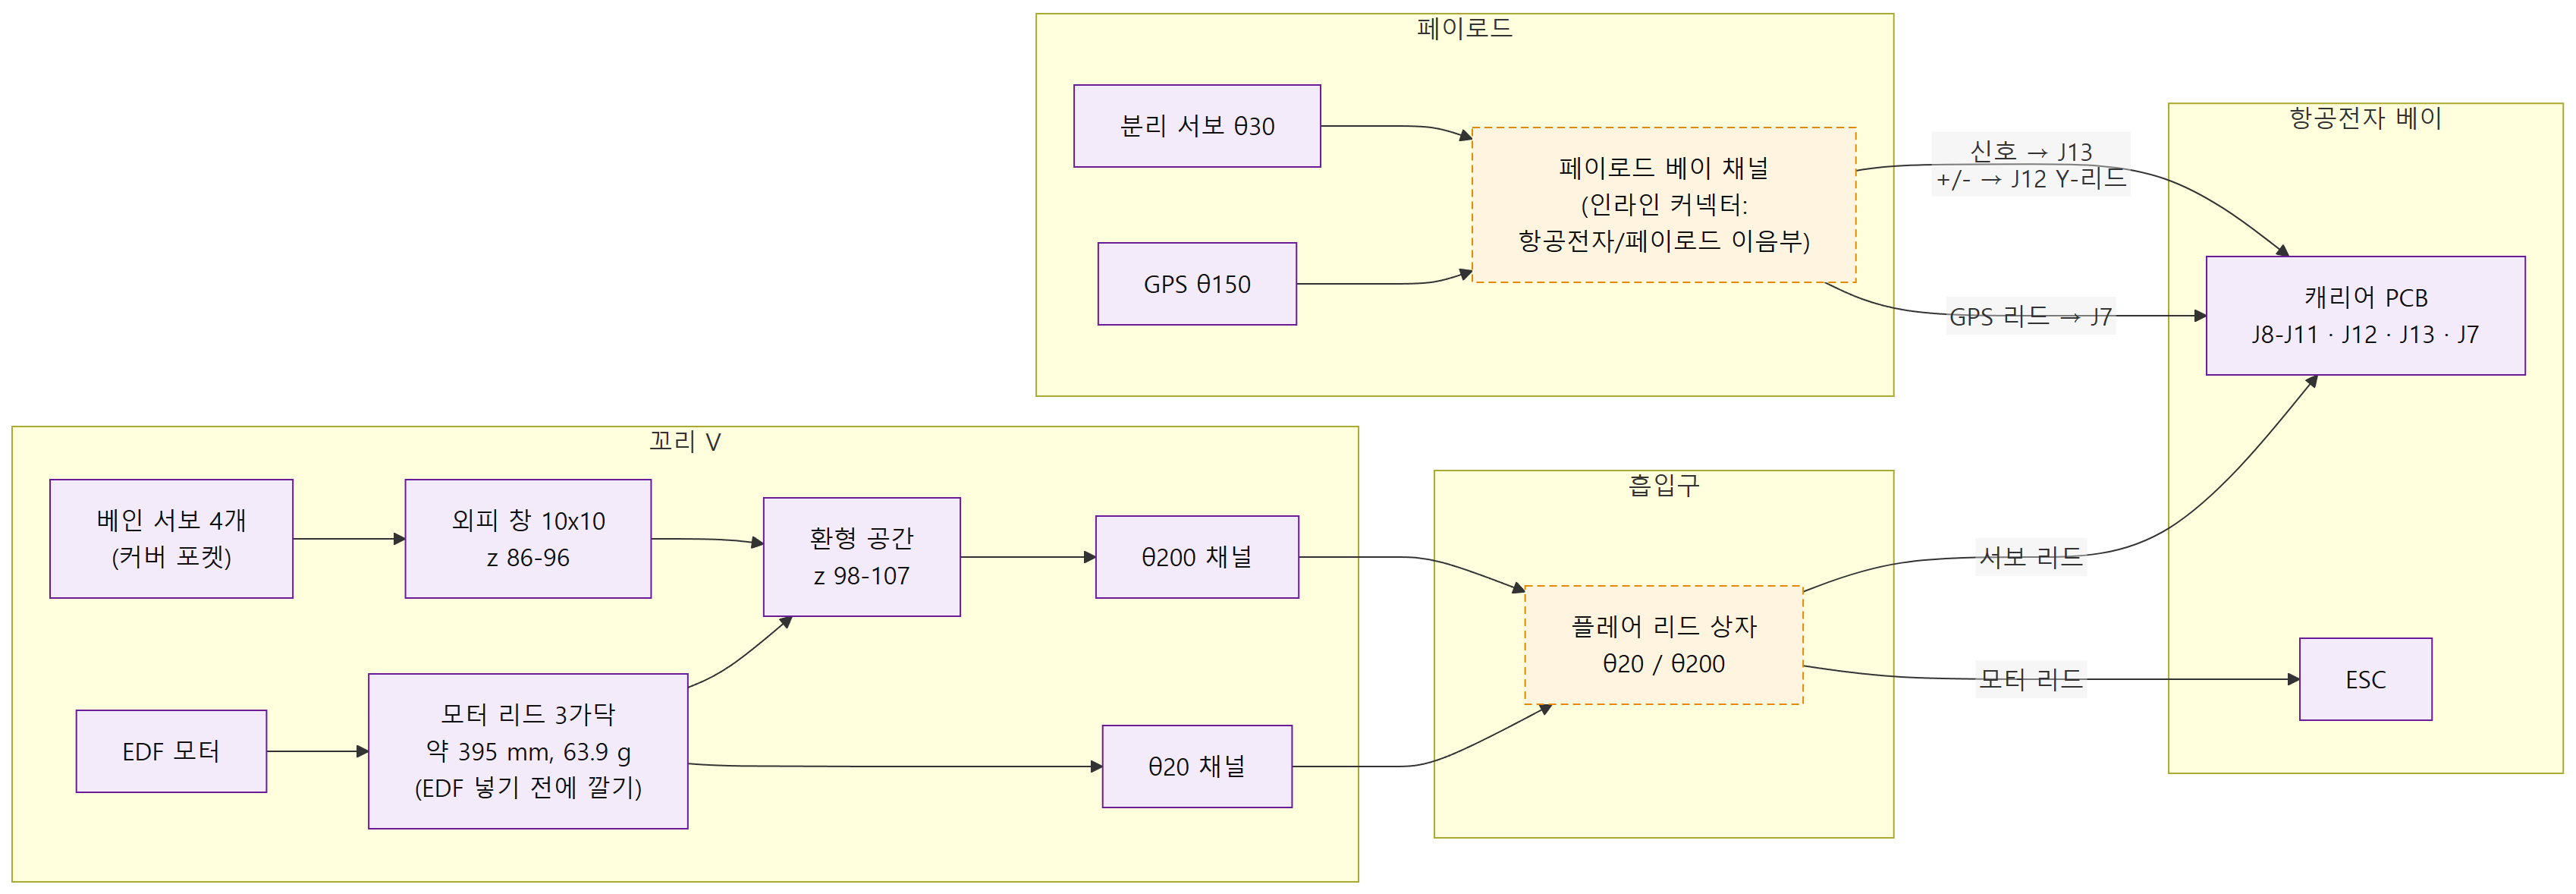 페이로드
분리 서보 θ30
GPS θ150
페이로드 베이 채널
(인라인 커넥터:
항공전자/페이로드 이음부)
신호 → J13
+/- → J12 Y-리드
GPS 리드 → J7
항공전자 베이
캐리어 PCB
J8-J11 · J12 · J13 · J7
ESC
꼬리 V
베인 서보 4개
(커버 포켓)
외피 창 10x10
z 86-96
환형 공간
z 98-107
θ200 채널
EDF 모터
모터 리드 3가닥
약 395 mm, 63.9 g
(EDF 넣기 전에 깔기)
θ20 채널
흡입구
플레어 리드 상자
θ20 / θ200
서보 리드
모터 리드